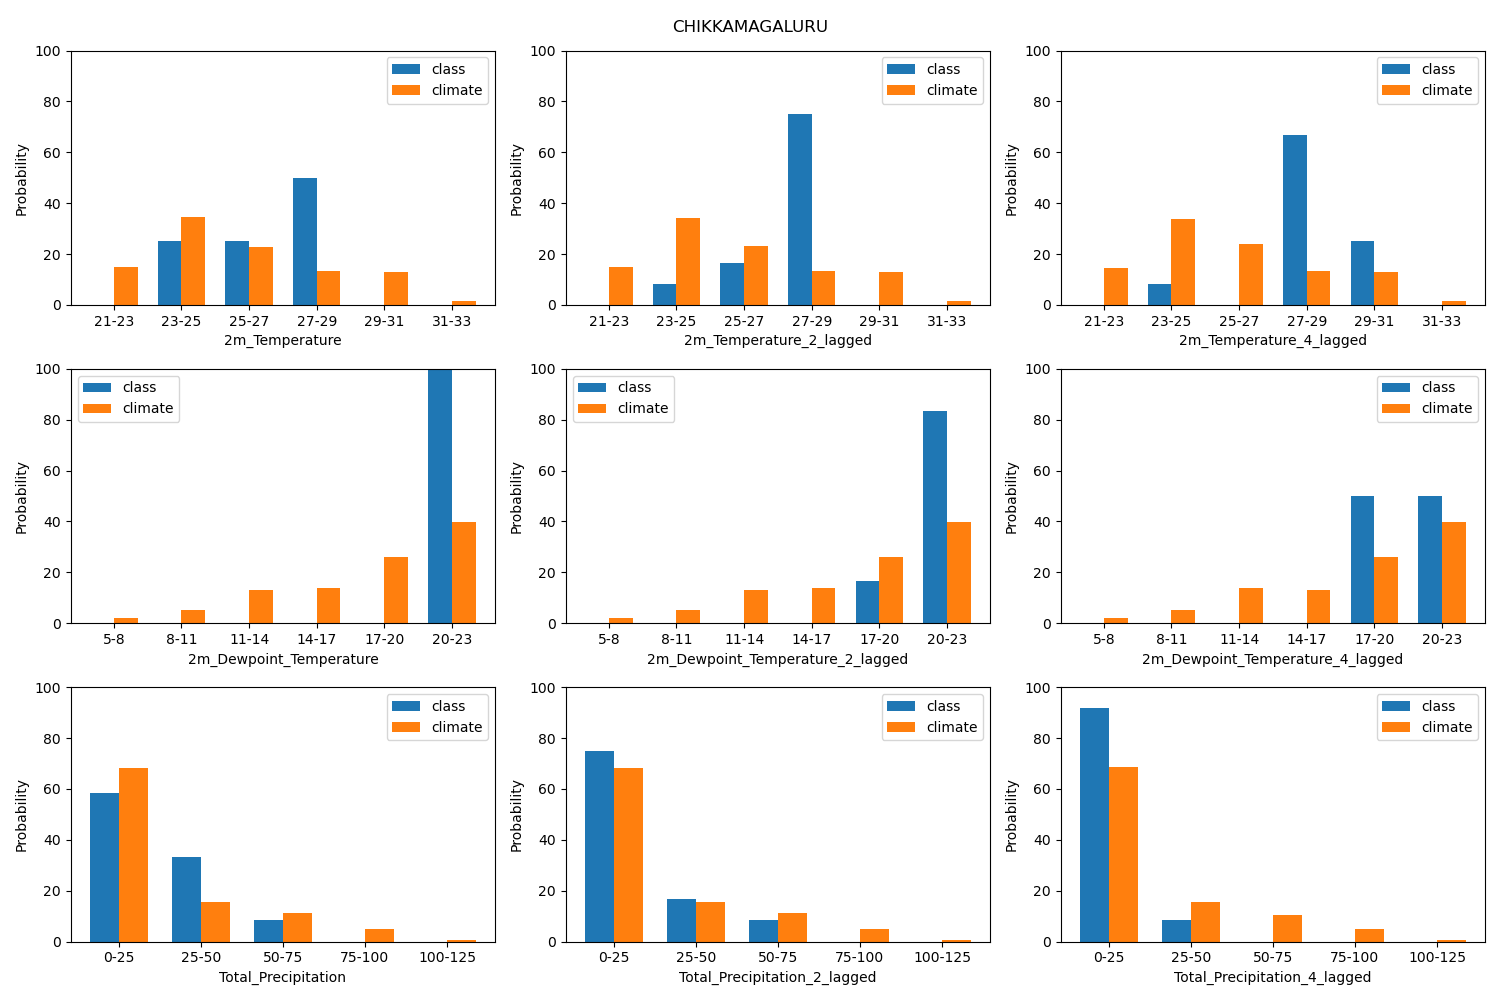 CHIKKAMAGALURU
100
80
60
40
20
0
Probability
class
climate
21-23 23-25 25-27 27-29 29-31 31-33
2m_Temperature
100
80
60
40
20
0
Probability
class
climate
21-23 23-25 25-27 27-29 29-31 31-33
2m_Temperature_2_lagged
100
80
60
40
20
0
Probability
class
climate
21-23 23-25 25-27 27-29 29-31 31-33
2m_Temperature_4_lagged
100
80
60
40
20
0
Probability
class
climate
5-8 8-11 11-14 14-17 17-20 20-23
2m_Dewpoint_Temperature
100
80
60
40
20
0
Probability
class
climate
5-8 8-11 11-14 14-17 17-20 20-23
2m_Dewpoint_Temperature_2_lagged
100
80
60
40
20
0
Probability
class
climate
5-8 8-11 11-14 14-17 17-20 20-23
2m_Dewpoint_Temperature_4_lagged
100
80
60
40
20
0
Probability
class
climate
0-25 25-50 50-75 75-100 100-125
Total_Precipitation
100
80
60
40
20
0
Probability
class
climate
0-25 25-50 50-75 75-100 100-125
Total_Precipitation_2_lagged
100
80
60
40
20
0
Probability
class
climate
0-25 25-50 50-75 75-100 100-125
Total_Precipitation_4_lagged